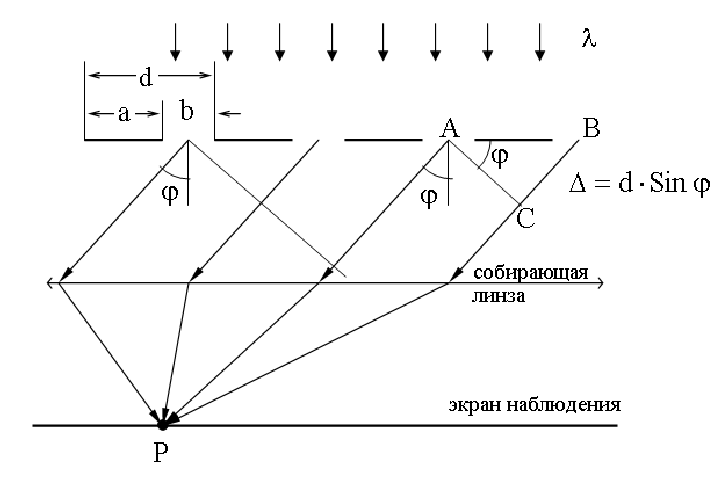 λ
d
a
b
A
B
φ
φ
φ
C
Δ = d · Sin φ
собирающая
линза
экран наблюдения
P